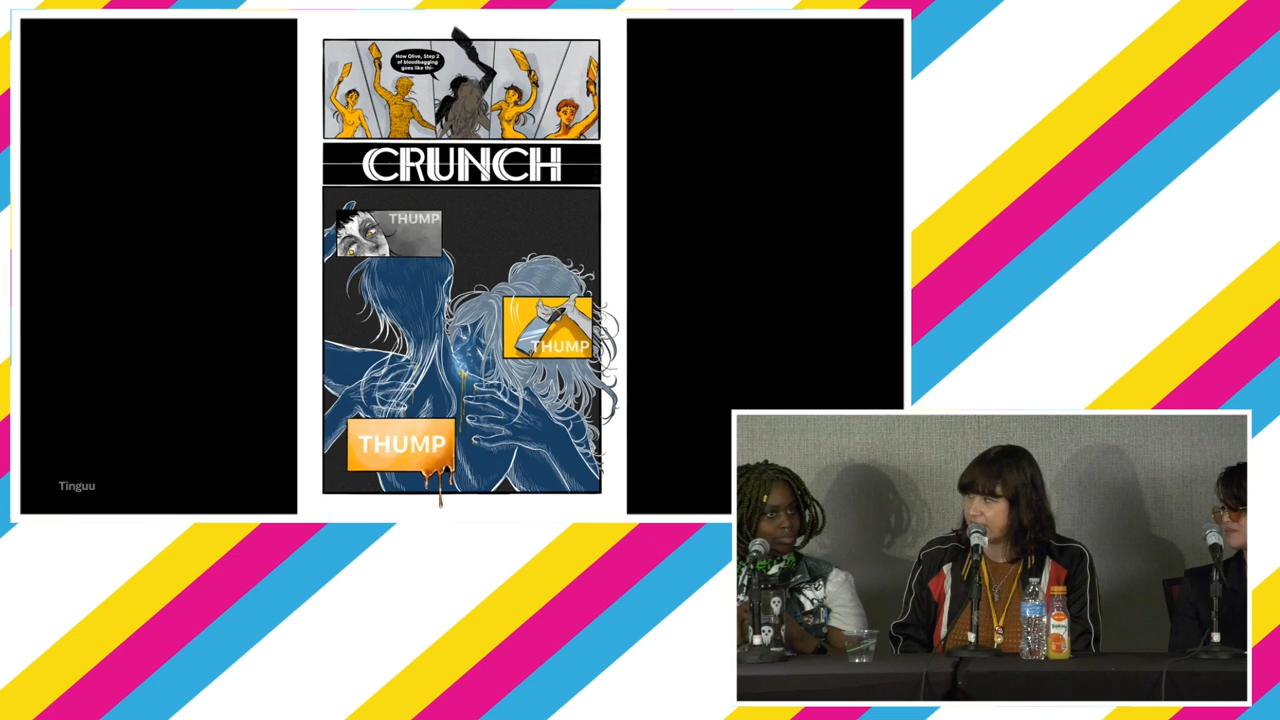 Now Olive, Step 2
of bloodbagging
goes like thi-
CRUNCH
THUMP
THUMP
THUMP
Tinguu